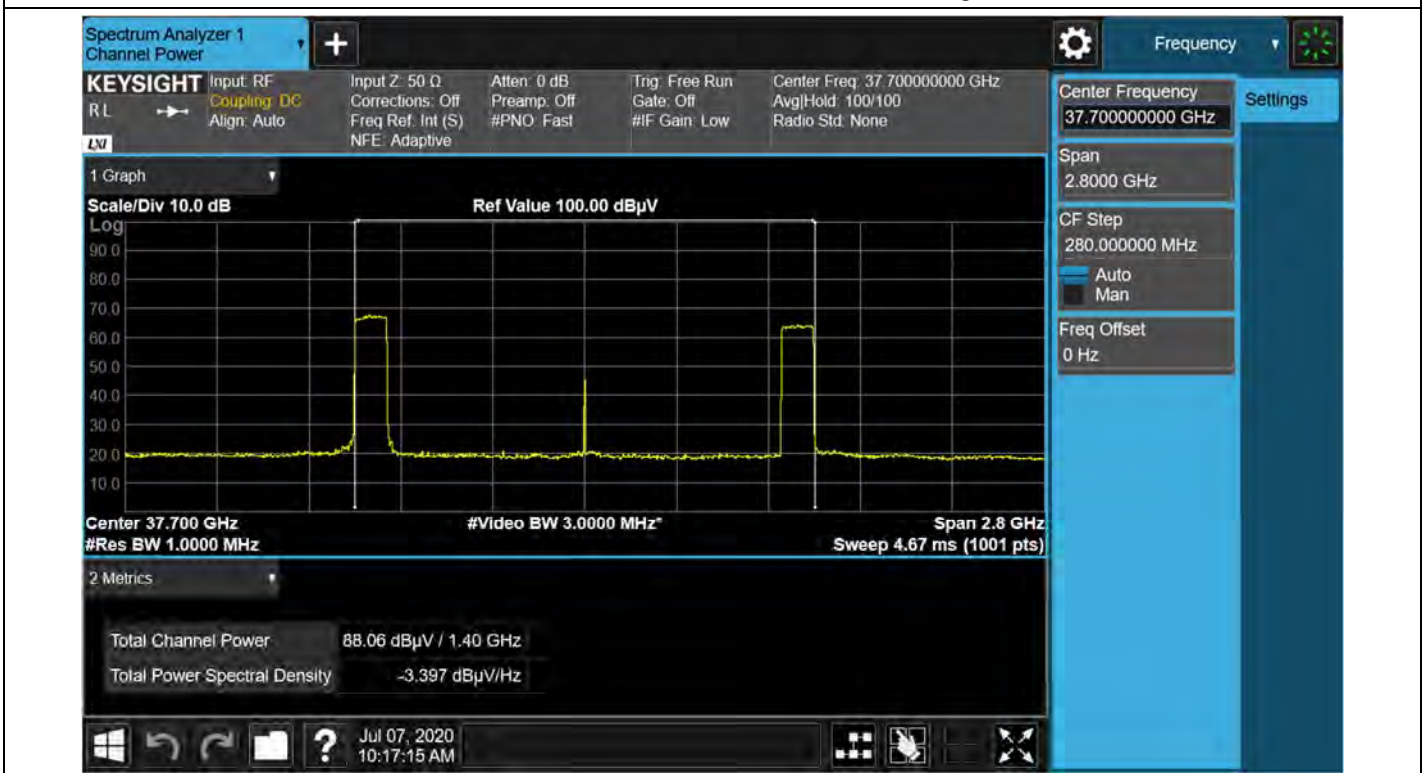 Spectrum Analyzer 1
Channel Power
+
Frequency
KEYSIGHT
RL
LXI
Input: RF
Coupling: DC
Align: Auto
Input Z: 50 Ω
Corrections: Off
Freq Ref: Int (S)
NFE: Adaptive
Atten: 0 dB
Preamp: Off
#PNO: Fast
Trig: Free Run
Gate: Off
#IF Gain: Low
Center Freq: 37.700000000 GHz
Avg|Hold: 100/100
Radio Std: None
1 Graph
Scale/Div 10.0 dB
Ref Value 100.00 dBµV
Log
90.0
80.0
70.0
60.0
50.0
40.0
30.0
20.0
10.0
Center 37.700 GHz
#Video BW 3.0000 MHz*
Span 2.8 GHz
#Res BW 1.0000 MHz
Sweep 4.67 ms (1001 pts)
2 Metrics
Total Channel Power 88.06 dBµV / 1.40 GHz
Total Power Spectral Density -3.397 dBµV/Hz
?
Jul 07, 2020
10:17:15 AM
Center Frequency
37.700000000 GHz
Settings
Span
2.8000 GHz
CF Step
280.000000 MHz
Auto
Man
Freq Offset
0 Hz